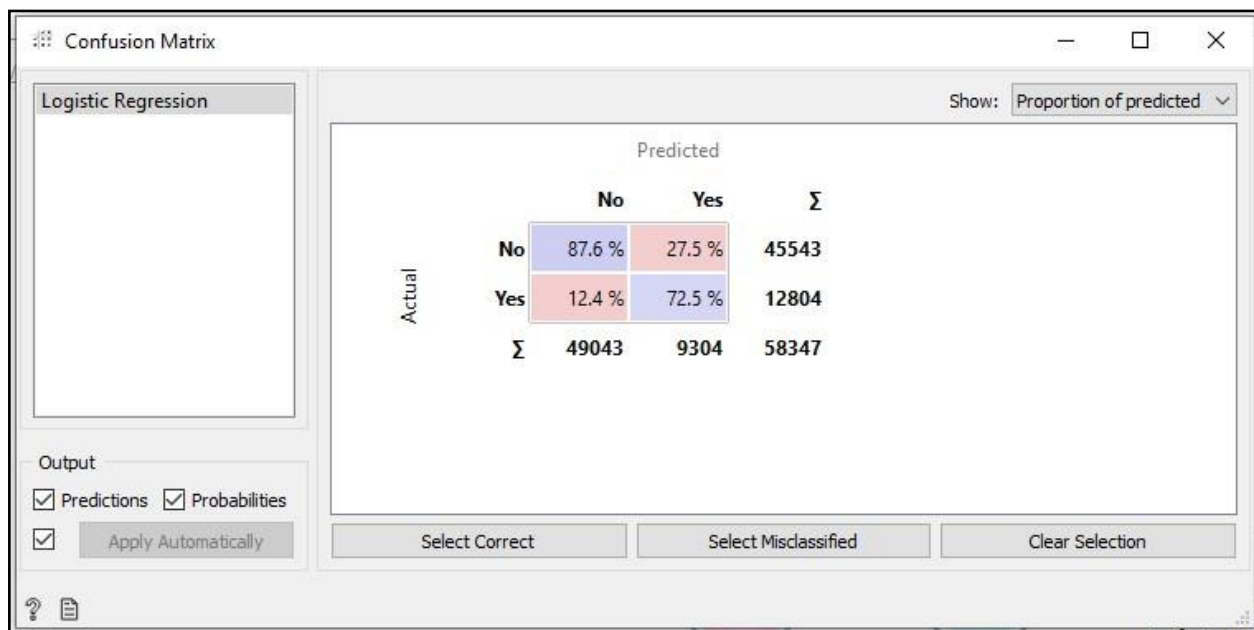 Confusion Matrix
Logistic Regression
Show: Proportion of predicted
Predicted
No Yes Σ
No 87.6 % 27.5 % 45543
Actual
Yes 12.4 % 72.5 % 12804
Σ 49043 9304 58347
Output
Predictions Probabilities
Apply Automatically
Select Correct Select Misclassified Clear Selection
?